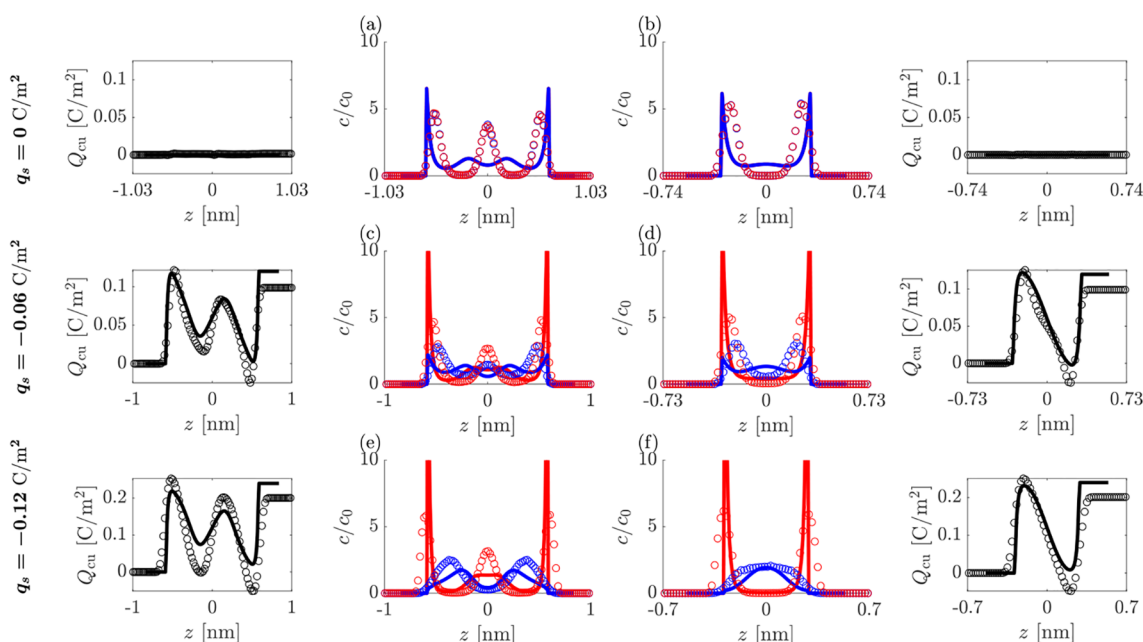 (a) (b)
q_s = 0 C/m²
Q_cu [C/m²] 0.1 0.05 0
-1.03 0 1.03
z [nm]
c/c₀ 10 5 0
-1.03 0 1.03
z [nm]
c/c₀ 10 5 0
-0.74 0 0.74
z [nm]
Q_cu [C/m²] 0.1 0.05 0
-0.74 0 0.74
z [nm]
(c) (d)
q_s = −0.06 C/m²
Q_cu [C/m²] 0.1 0.05 0
-1 0 1
z [nm]
c/c₀ 10 5 0
-1 0 1
z [nm]
c/c₀ 10 5 0
-0.73 0 0.73
z [nm]
Q_cu [C/m²] 0.1 0.05 0
-0.73 0 0.73
z [nm]
(e) (f)
q_s = −0.12 C/m²
Q_cu [C/m²] 0.2 0.1 0
-1 0 1
z [nm]
c/c₀ 10 5 0
-1 0 1
z [nm]
c/c₀ 10 5 0
-0.7 0 0.7
z [nm]
Q_cu [C/m²] 0.2 0.1 0
-0.7 0 0.7
z [nm]